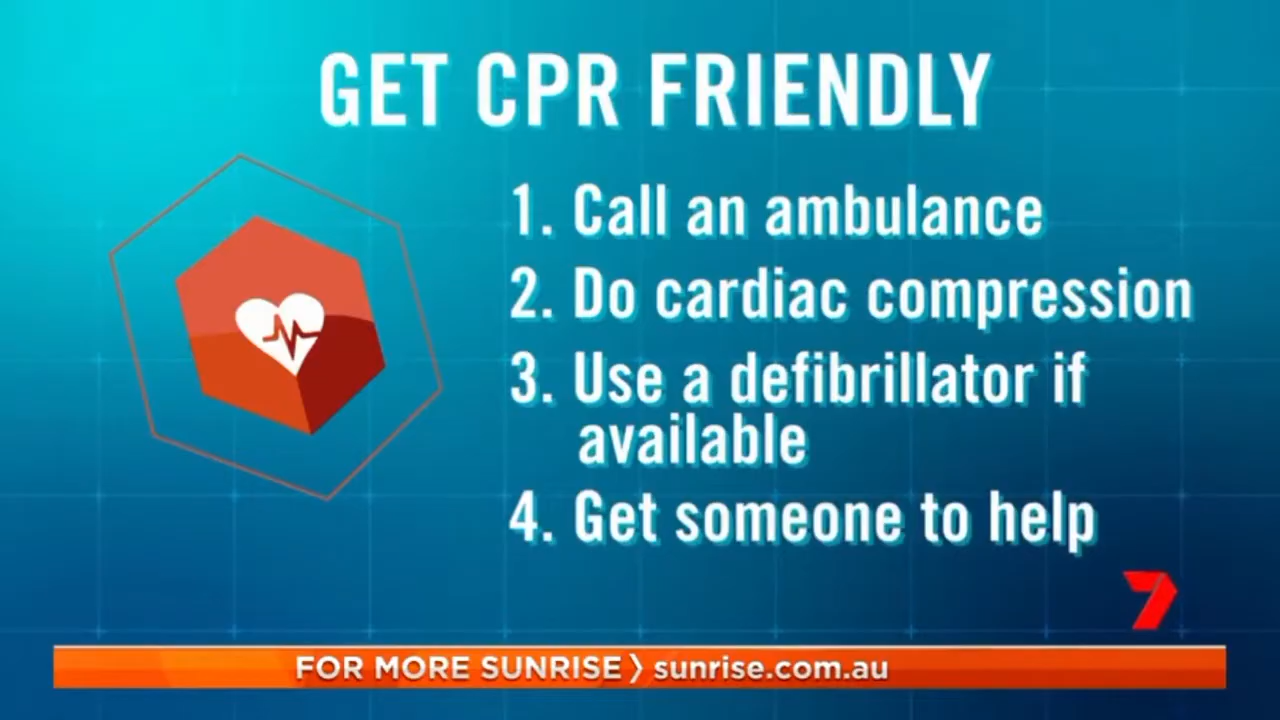 GET CPR FRIENDLY
1. Call an ambulance
2. Do cardiac compression
3. Use a defibrillator if
available
4. Get someone to help
7
FOR MORE SUNRISE 〉 sunrise.com.au